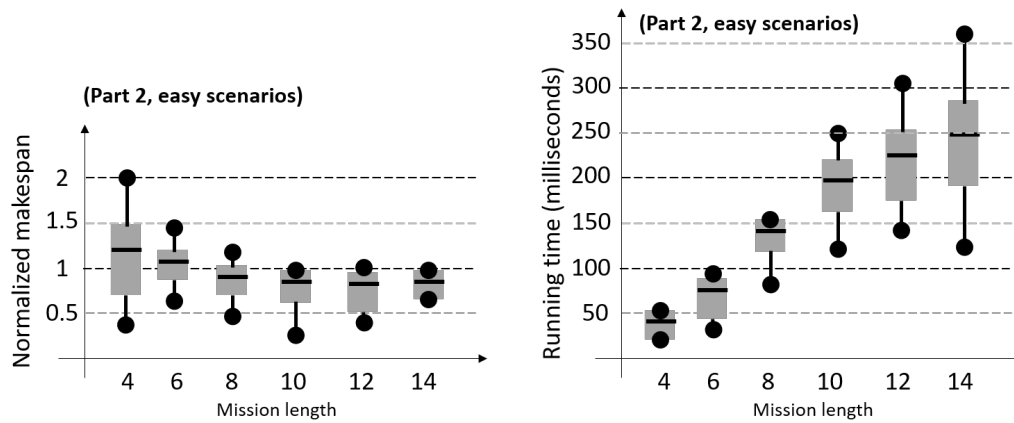 (Part 2, easy scenarios)
Normalized makespan
2
1.5
1
0.5
4 6 8 10 12 14
Mission length
(Part 2, easy scenarios)
Running time (milliseconds)
350
300
250
200
150
100
50
4 6 8 10 12 14
Mission length